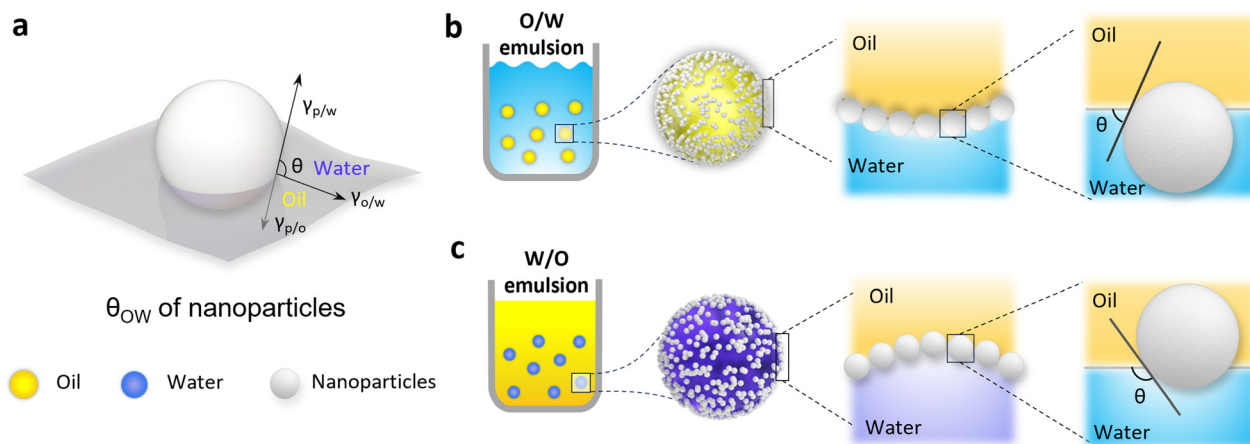 a
γp/w
θ
Water
Oil
γo/w
γp/o
θOW of nanoparticles
Oil
Water
Nanoparticles
b
O/W
emulsion
Oil
Water
Oil
θ
Water
c
W/O
emulsion
Oil
Water
Oil
θ
Water